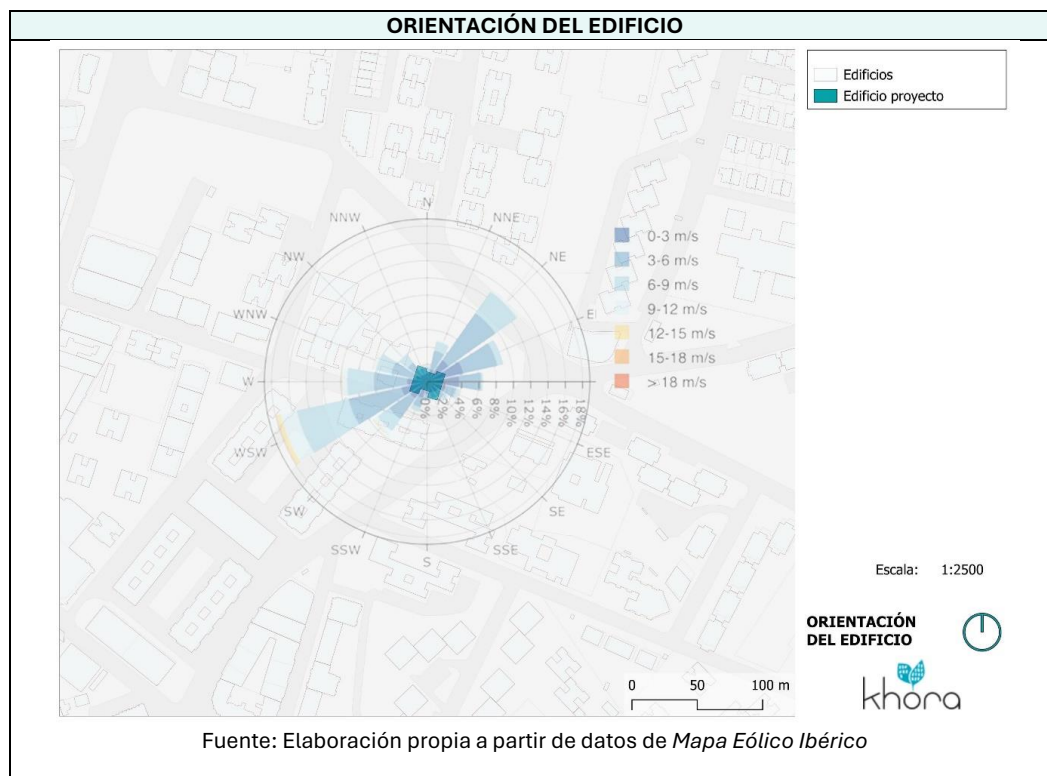 ORIENTACIÓN DEL EDIFICIO
Edificios
Edificio proyecto
N
NNW
NNE
NW
NE
0-3 m/s
3-6 m/s
6-9 m/s
WNW
9-12 m/s
12-15 m/s
15-18 m/s
W
> 18 m/s
0%
2%
4%
6%
8%
10%
12%
14%
16%
18%
WSW
ESE
SW
SE
SSW
SSE
S
Escala: 1:2500
ORIENTACIÓN
DEL EDIFICIO
khora
0 50 100 m
Fuente: Elaboración propia a partir de datos de Mapa Eólico Ibérico